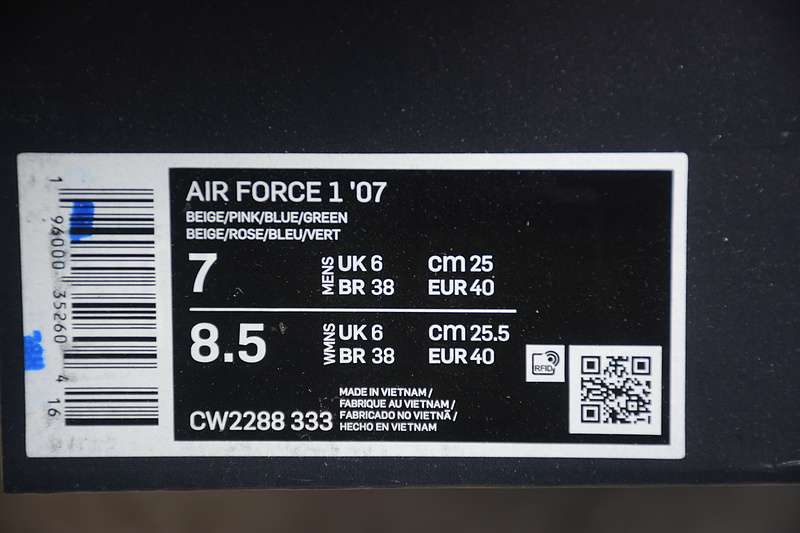 AIR FORCE 1 '07
BEIGE/PINK/BLUE/GREEN
BEIGE/ROSE/BLEU/VERT
7 MENS UK 6 CM 25
BR 38 EUR 40
8.5 WMNS UK 6 CM 25.5
BR 38 EUR 40
RFID
CW2288 333
MADE IN VIETNAM /
FABRIQUE AU VIETNAM /
FABRICADO NO VIETNÃ /
HECHO EN VIETNAM
1 96000 35260 4 16